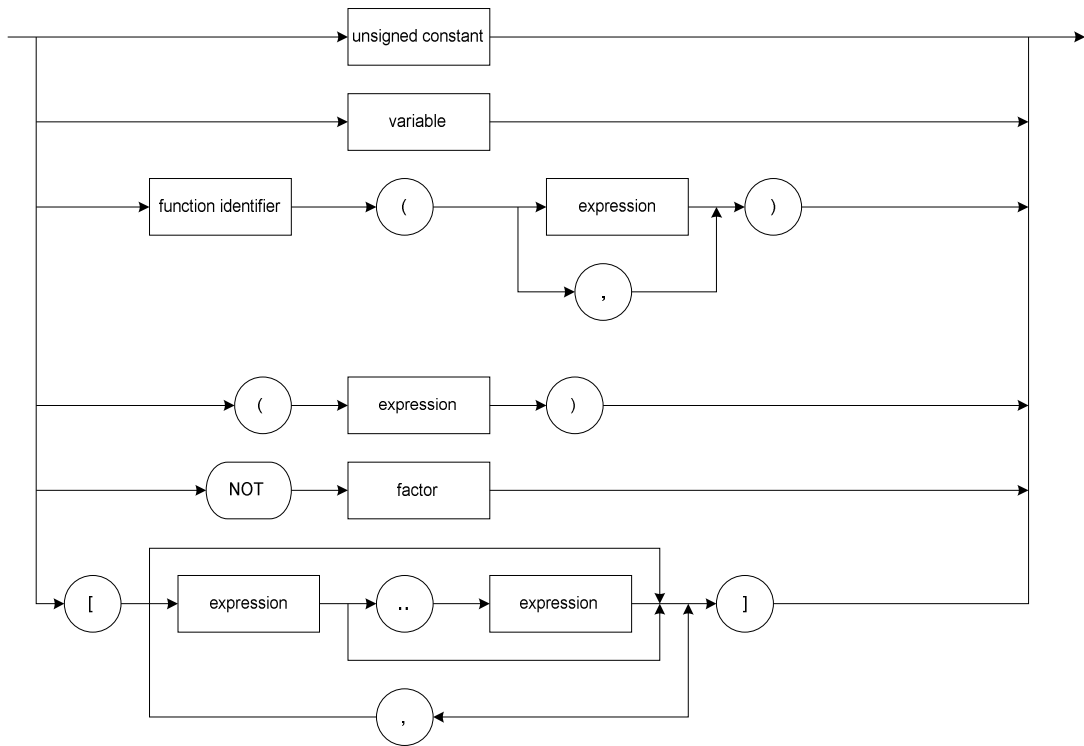 unsigned constant
variable
function identifier ( expression )
,
( expression )
NOT factor
[ expression .. expression ]
,